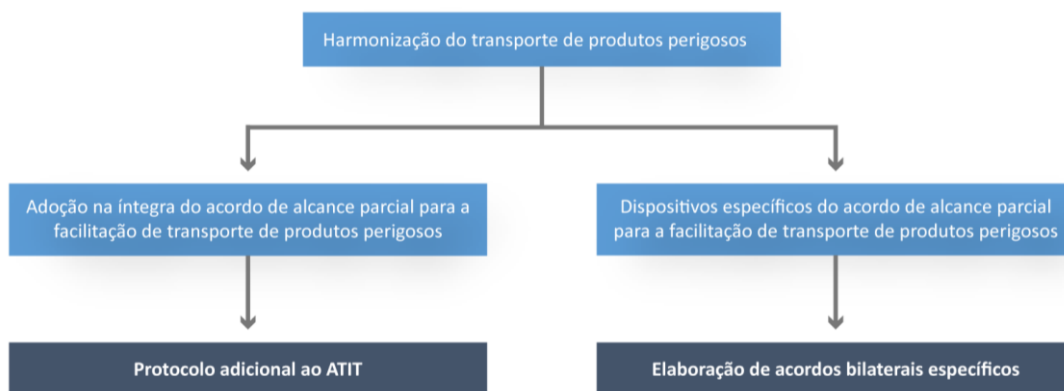 Harmonização do transporte de produtos perigosos
Adoção na íntegra do acordo de alcance parcial para a
facilitação de transporte de produtos perigosos
Dispositivos específicos do acordo de alcance parcial
para a facilitação de transporte de produtos perigosos
Protocolo adicional ao ATIT
Elaboração de acordos bilaterais específicos